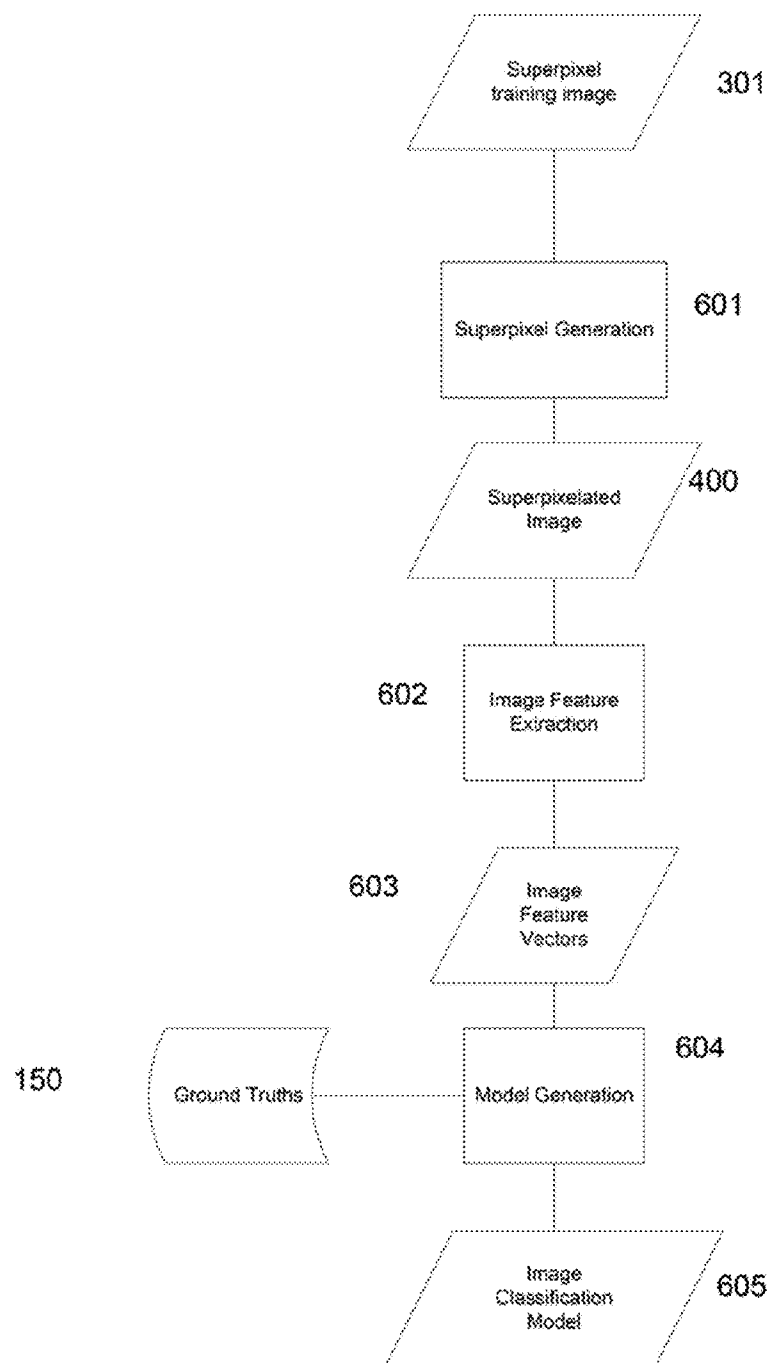 Superpixel
training image
301
Superpixel Generation
601
Superpixelated
Image
400
602
Image Feature
Extraction
603
Image
Feature
Vectors
150
Ground Truths
Model Generation
604
Image
Classification
Model
605